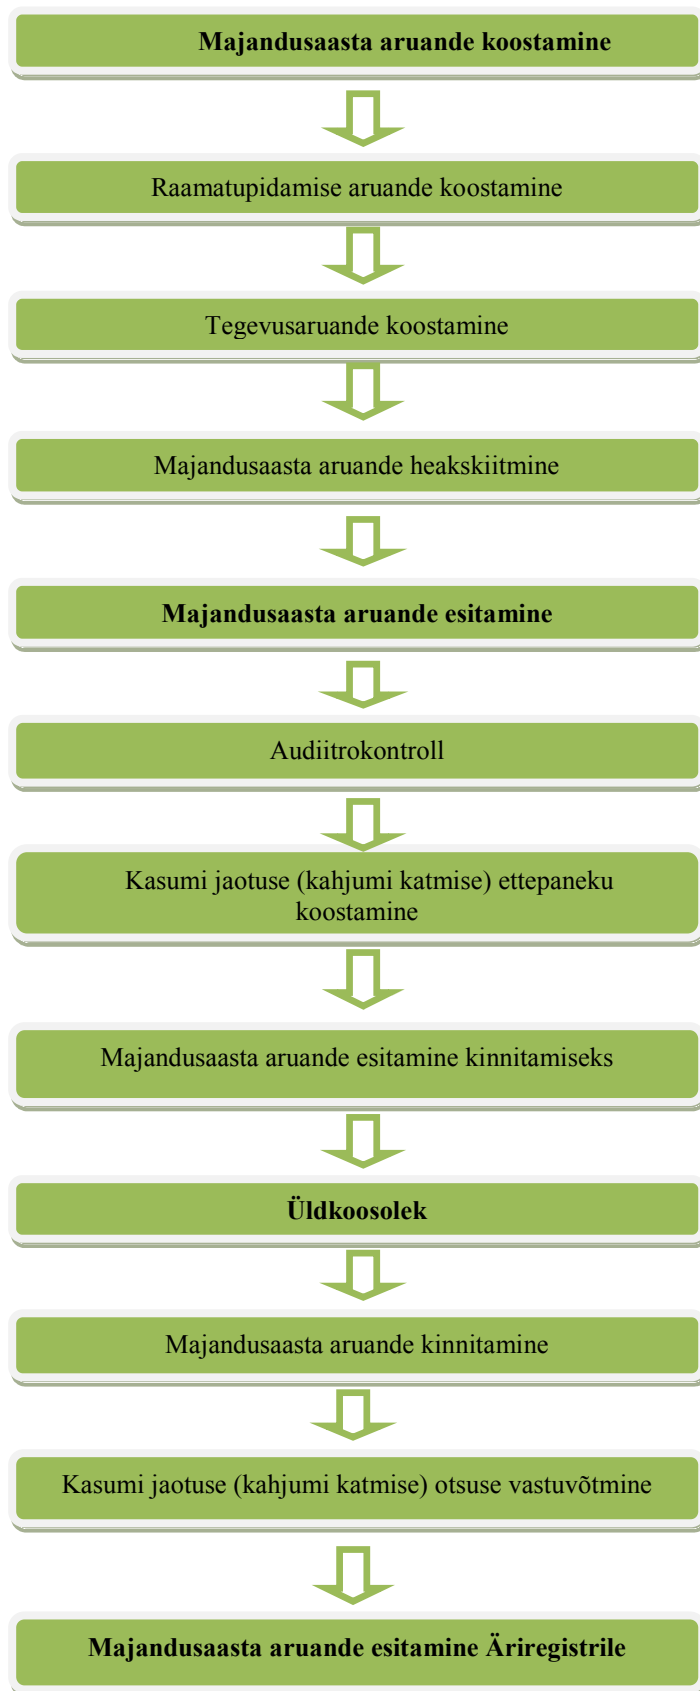 Majandusaasta aruande koostamine
Raamatupidamise aruande koostamine
Tegevusaruande koostamine
Majandusaasta aruande heakskiitmine
Majandusaasta aruande esitamine
Audiitrokontroll
Kasumi jaotuse (kahjumi katmise) ettepaneku
koostamine
Majandusaasta aruande esitamine kinnitamiseks
Üldkoosolek
Majandusaasta aruande kinnitamine
Kasumi jaotuse (kahjumi katmise) otsuse vastuvõtmine
Majandusaasta aruande esitamine Äriregistrile